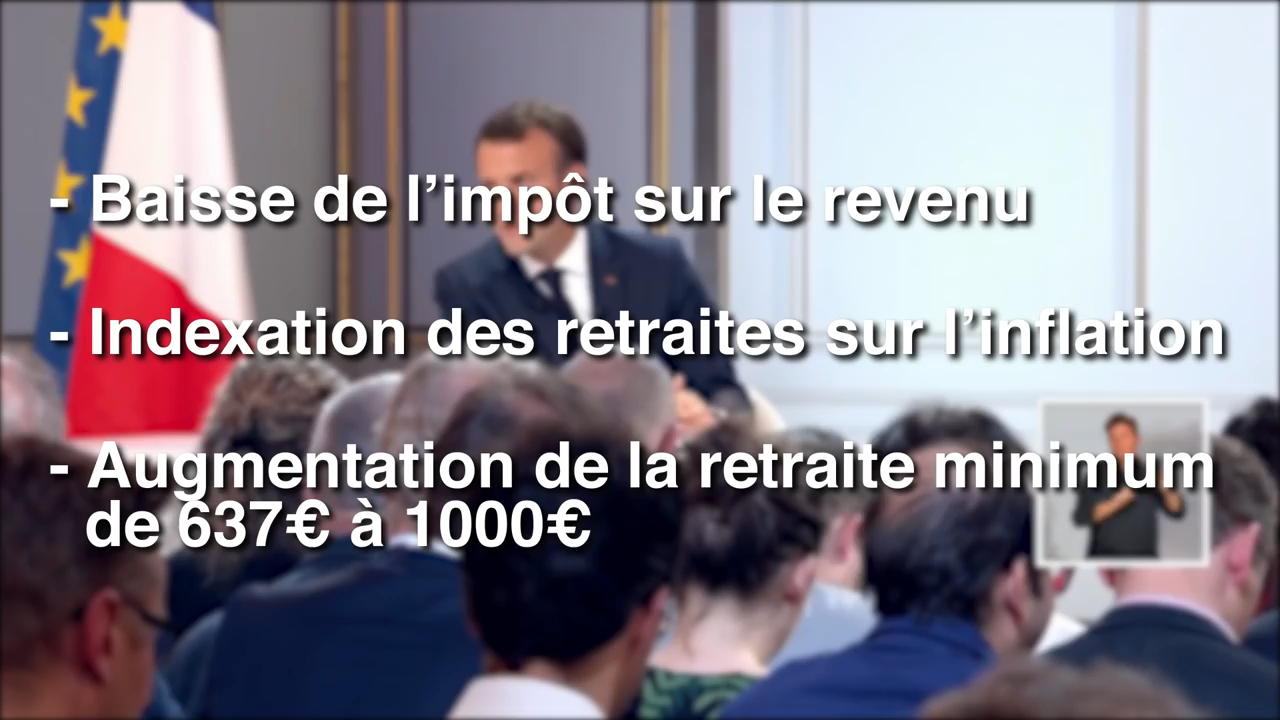 - Baisse de l’impôt sur le revenu
- Indexation des retraites sur l’inflation
- Augmentation de la retraite minimum
de 637€ à 1000€